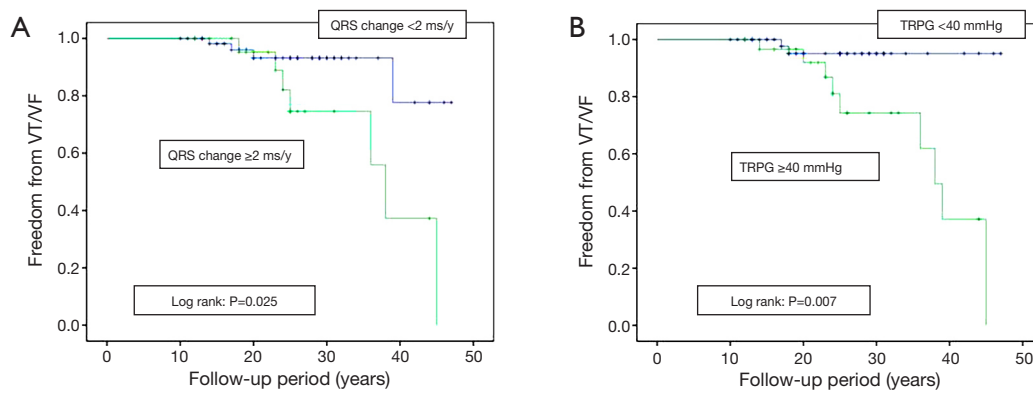 A
QRS change <2 ms/y
Freedom from VT/VF
1.0
0.8
0.6
0.4
0.2
0.0
QRS change ≥2 ms/y
Log rank: P=0.025
0 10 20 30 40 50
Follow-up period (years)
B
TRPG <40 mmHg
Freedom from VT/VF
1.0
0.8
0.6
0.4
0.2
0.0
TRPG ≥40 mmHg
Log rank: P=0.007
0 10 20 30 40 50
Follow-up period (years)